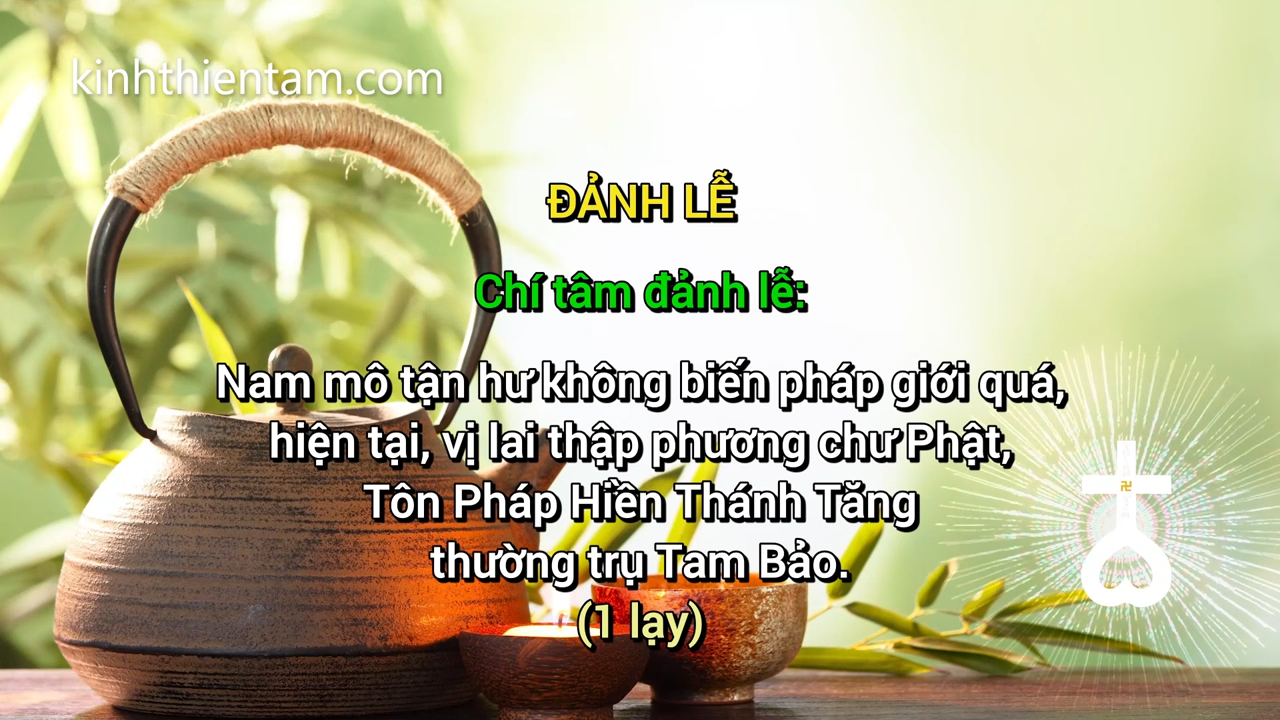 kinhthientam.com
ĐẢNH LỄ
Chí tâm đảnh lễ:
Nam mô tận hư không biến pháp giới quá,
hiện tại, vị lai thập phương chư Phật,
Tôn Pháp Hiền Thánh Tăng
thường trụ Tam Bảo.
(1 lạy)
卍